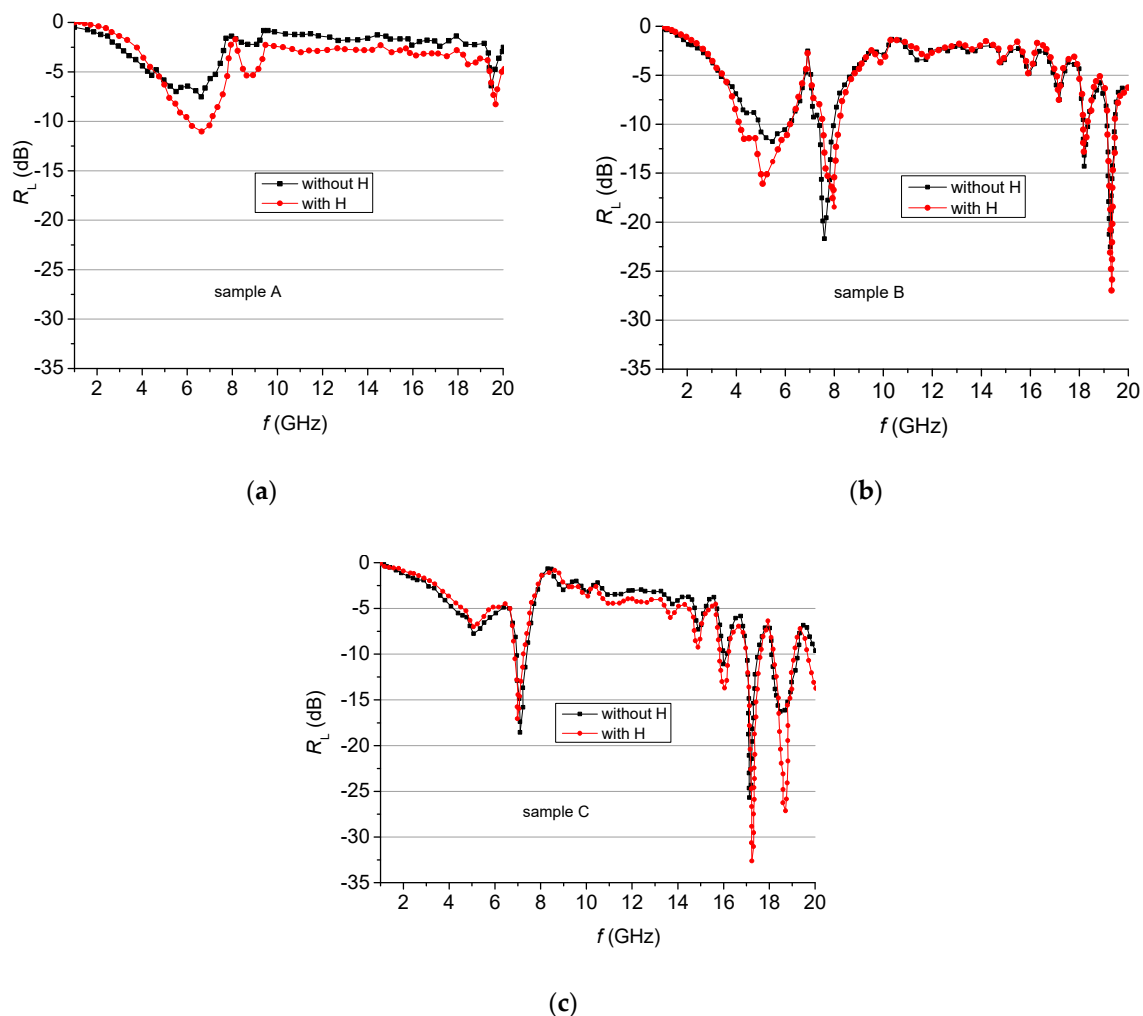 0
-5
-10
-15
-20
-25
-30
-35
R_L (dB)
without H
with H
sample A
2 4 6 8 10 12 14 16 18 20
f (GHz)
(a)
0
-5
-10
-15
-20
-25
-30
-35
R_L (dB)
without H
with H
sample B
2 4 6 8 10 12 14 16 18 20
f (GHz)
(b)
0
-5
-10
-15
-20
-25
-30
-35
R_L (dB)
without H
with H
sample C
2 4 6 8 10 12 14 16 18 20
f (GHz)
(c)